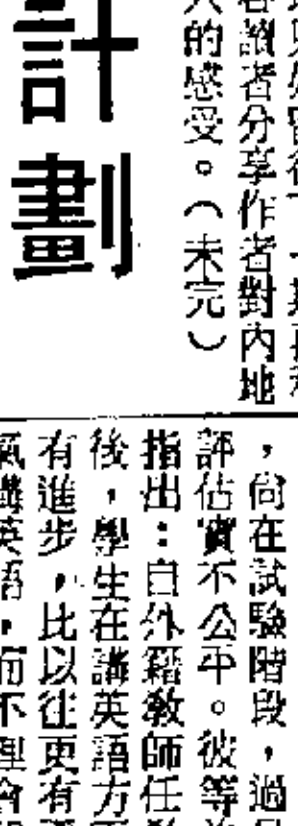 讀者分享作者對內地
的感受。（未完）
計劃
，尚在試驗階段，過
評估實不公平。彼等
指出：自外籍教師任
後，學生在講英語方
有進步，比以往更有
講英語，而不理會